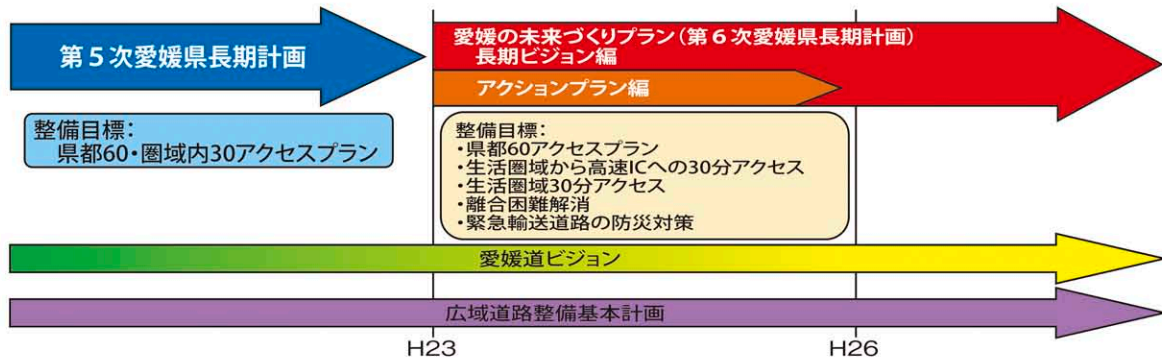 第5次愛媛県長期計画
愛媛の未来づくりプラン(第6次愛媛県長期計画)
長期ビジョン編
アクションプラン編
整備目標:
県都60・圏域内30アクセスプラン
整備目標:
・県都60アクセスプラン
・生活圏域から高速ICへの30分アクセス
・生活圏域30分アクセス
・離合困難解消
・緊急輸送道路の防災対策
愛媛道ビジョン
広域道路整備基本計画
H23
H26